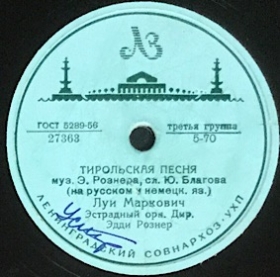 ЛЗ
ГОСТ 5289-56
третья группа
27363
5-70
ТИРОЛЬСКАЯ ПЕСНЯ
муз. Э. Рознера, сл. Ю. Благова
(на русском и немецк. яз.)
Луи Маркович
Эстрадный орк. Дир.
Эдди Рознер
ЛЕНИНГРАДСКИЙ СОВНАРХОЗ·УХП